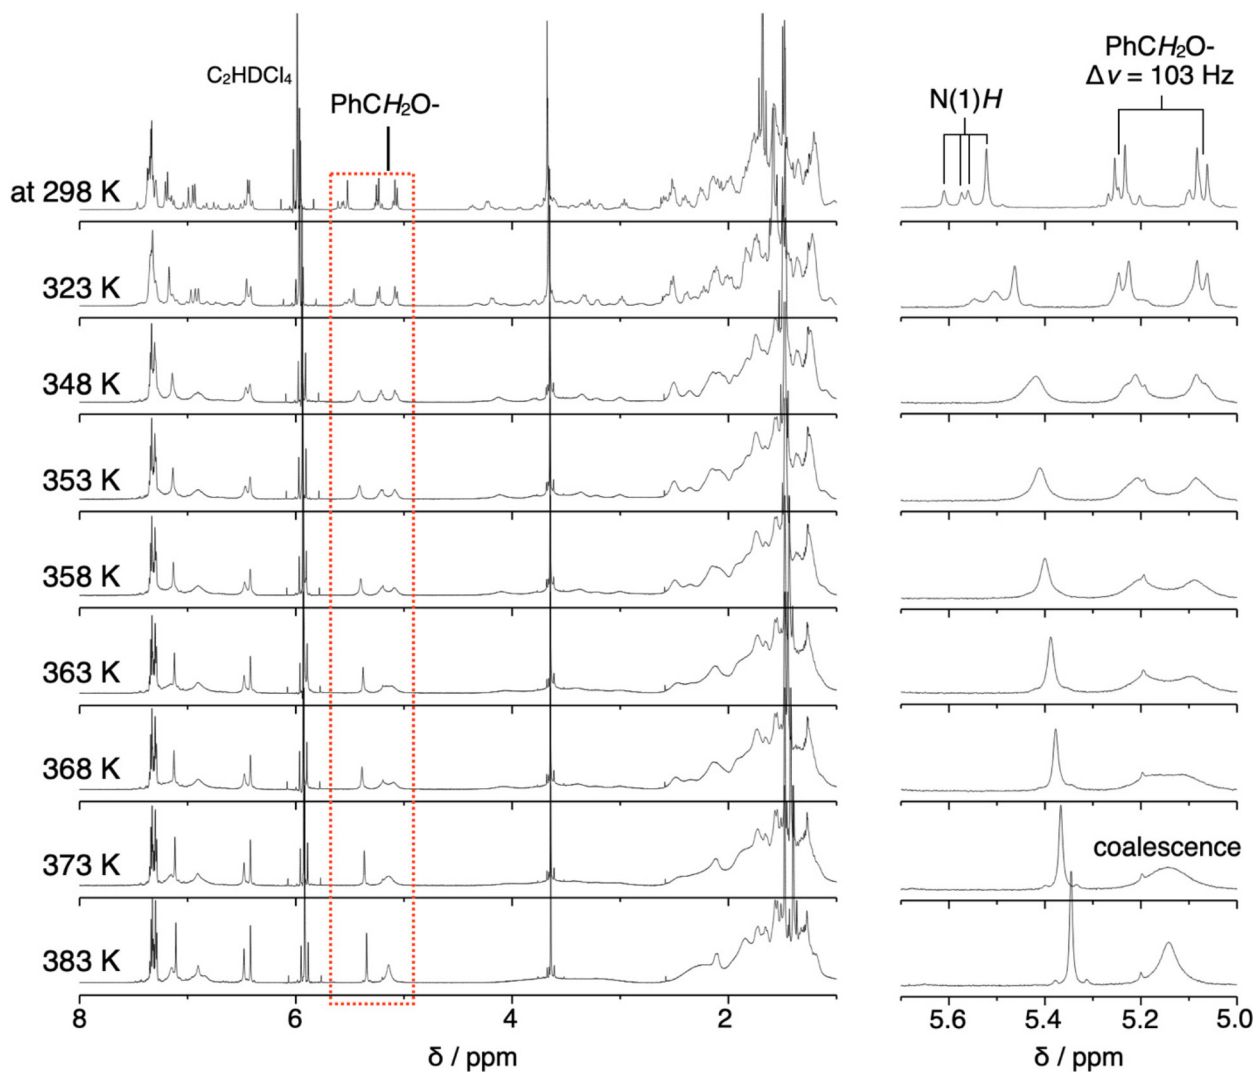 C₂HDCl₄
PhCH₂O-
at 298 K
323 K
348 K
353 K
358 K
363 K
368 K
373 K
383 K
8 6 4 2
δ / ppm
PhCH₂O-
Δν = 103 Hz
N(1)H
coalescence
5.6 5.4 5.2 5.0
δ / ppm